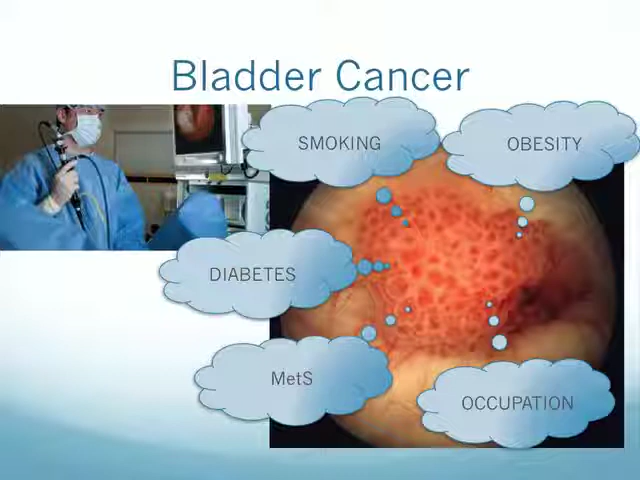 Bladder Cancer
SMOKING
OBESITY
DIABETES
MetS
OCCUPATION